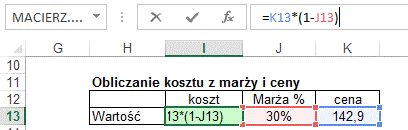 MACIERZ.... =K13*(1-J13)
G H I J K
10
11 Obliczanie kosztu z marży i ceny
12 koszt Marża % cena
13 Wartość 13*(1-J13) 30% 142,9